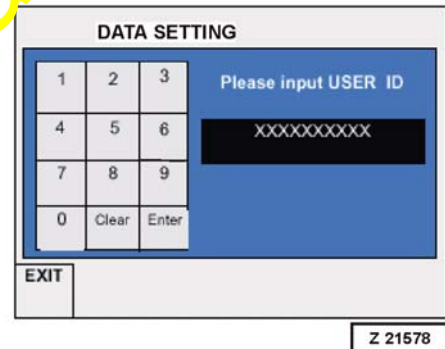 DATA SETTING
1 2 3 Please input USER ID
4 5 6 XXXXXXXXXX
7 8 9
0 Clear Enter
EXIT
Z 21578